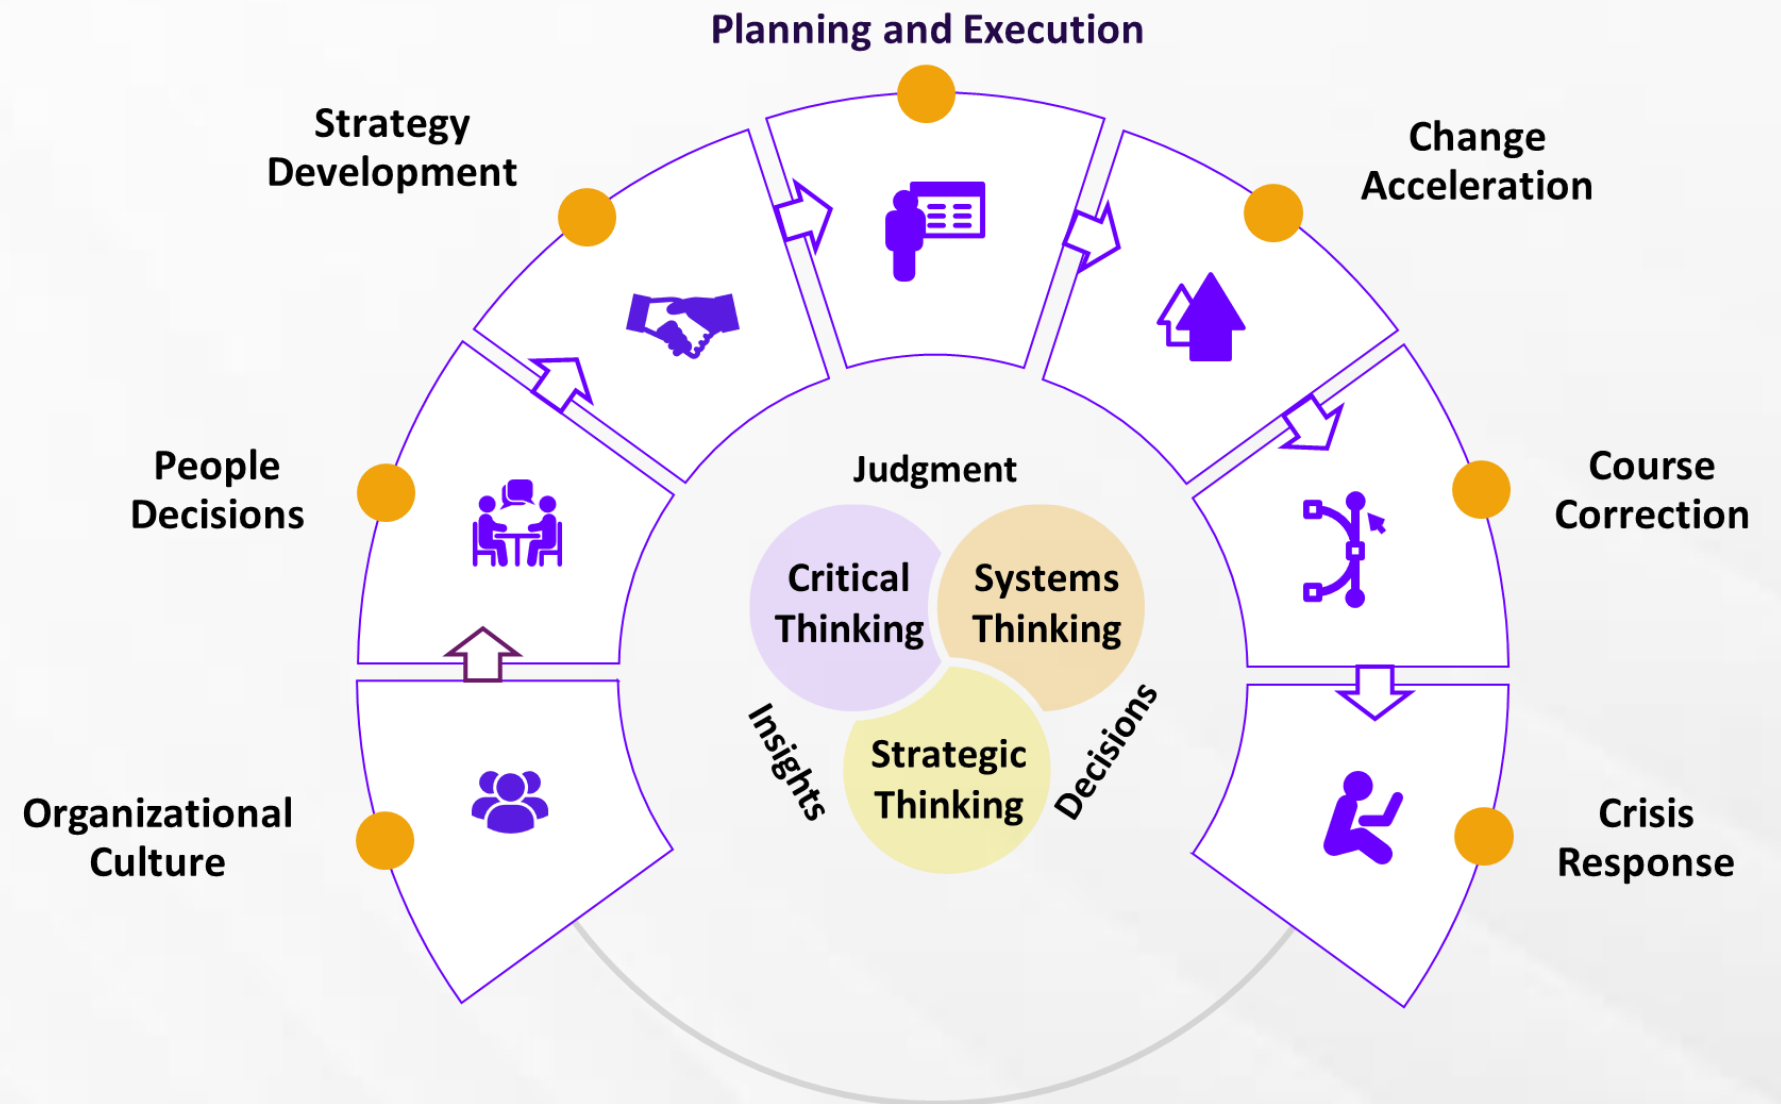 Planning and Execution
Strategy
Development
Change
Acceleration
People
Decisions
Course
Correction
Organizational
Culture
Crisis
Response
Judgment
Critical
Thinking
Systems
Thinking
Strategic
Thinking
Insights
Decisions